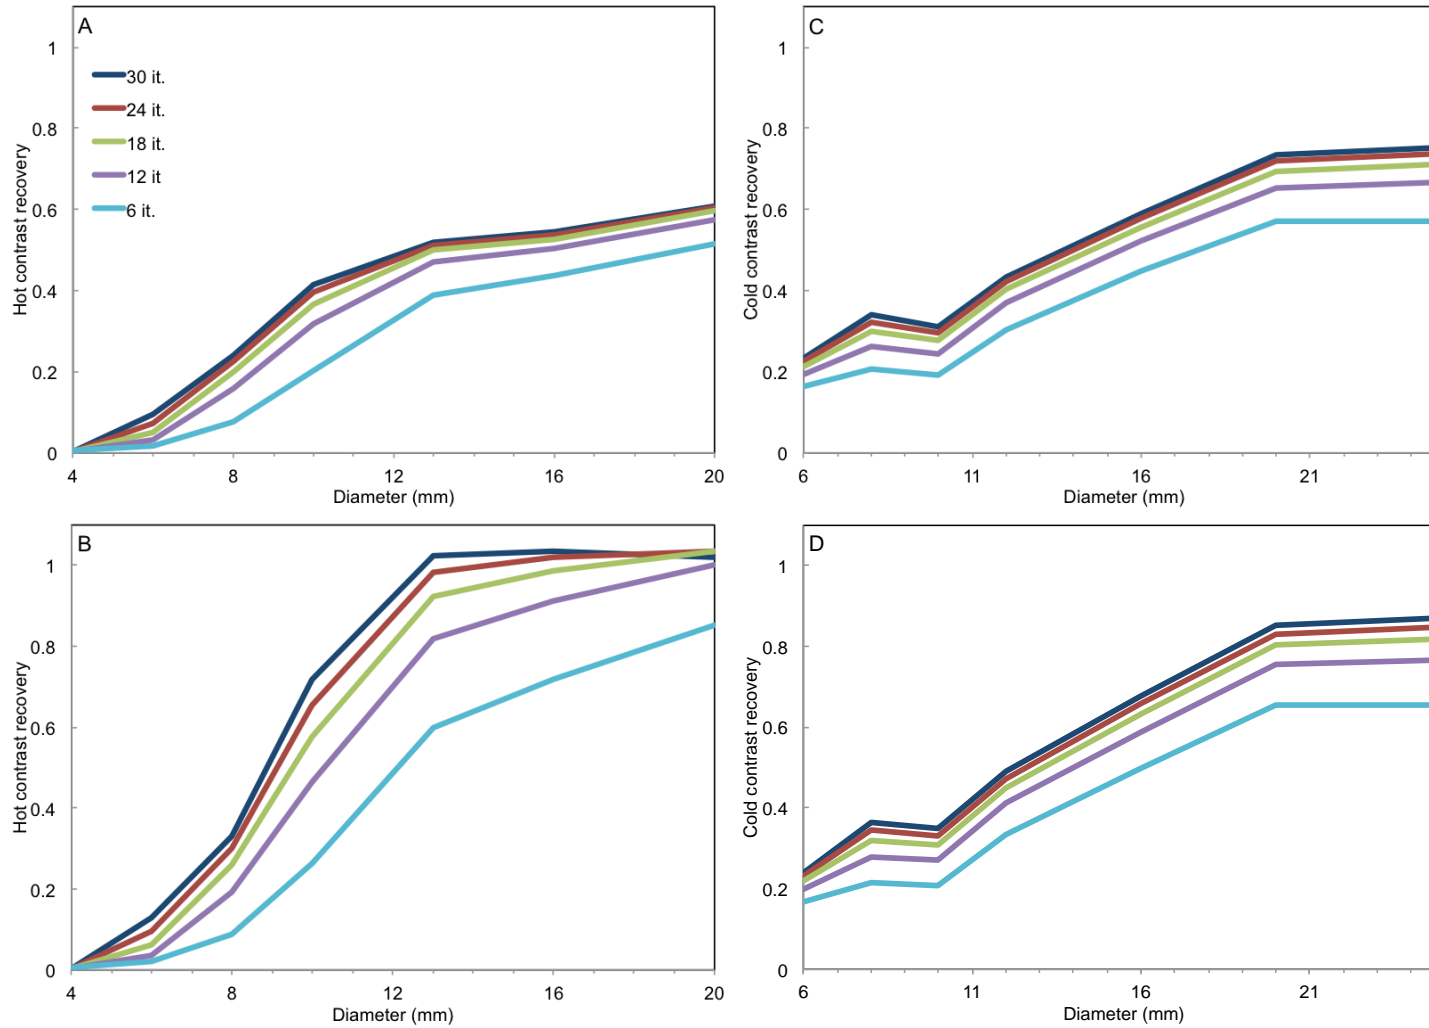 A
1
0.8
0.6
0.4
0.2
0
Hot contrast recovery
30 it.
24 it.
18 it.
12 it
6 it.
4 8 12 16 20
Diameter (mm)
C
1
0.8
0.6
0.4
0.2
0
Cold contrast recovery
6 11 16 21
Diameter (mm)
B
1
0.8
0.6
0.4
0.2
0
Hot contrast recovery
4 8 12 16 20
Diameter (mm)
D
1
0.8
0.6
0.4
0.2
0
Cold contrast recovery
6 11 16 21
Diameter (mm)